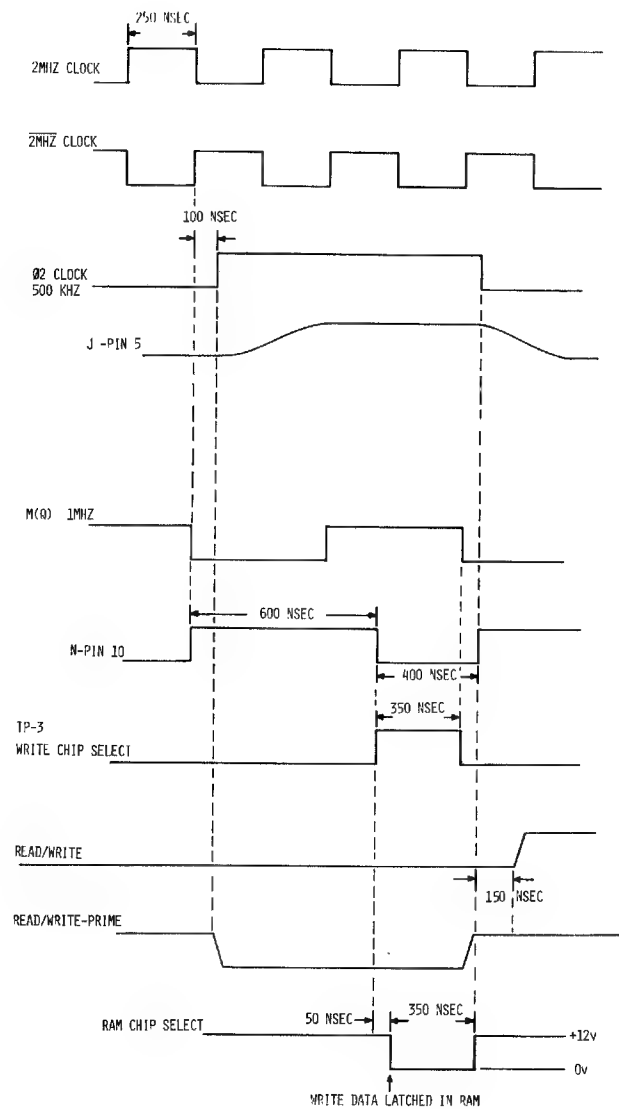 250 NSEC
2MHZ CLOCK
2MHZ CLOCK
100 NSEC
Ø2 CLOCK
500 KHZ
J -PIN 5
M(Q) 1MHZ
600 NSEC
N-PIN 10
400 NSEC
350 NSEC
TP-3
WRITE CHIP SELECT
READ/WRITE
150 NSEC
READ/WRITE-PRIME
50 NSEC
350 NSEC
RAM CHIP SELECT
+12v
0v
WRITE DATA LATCHED IN RAM